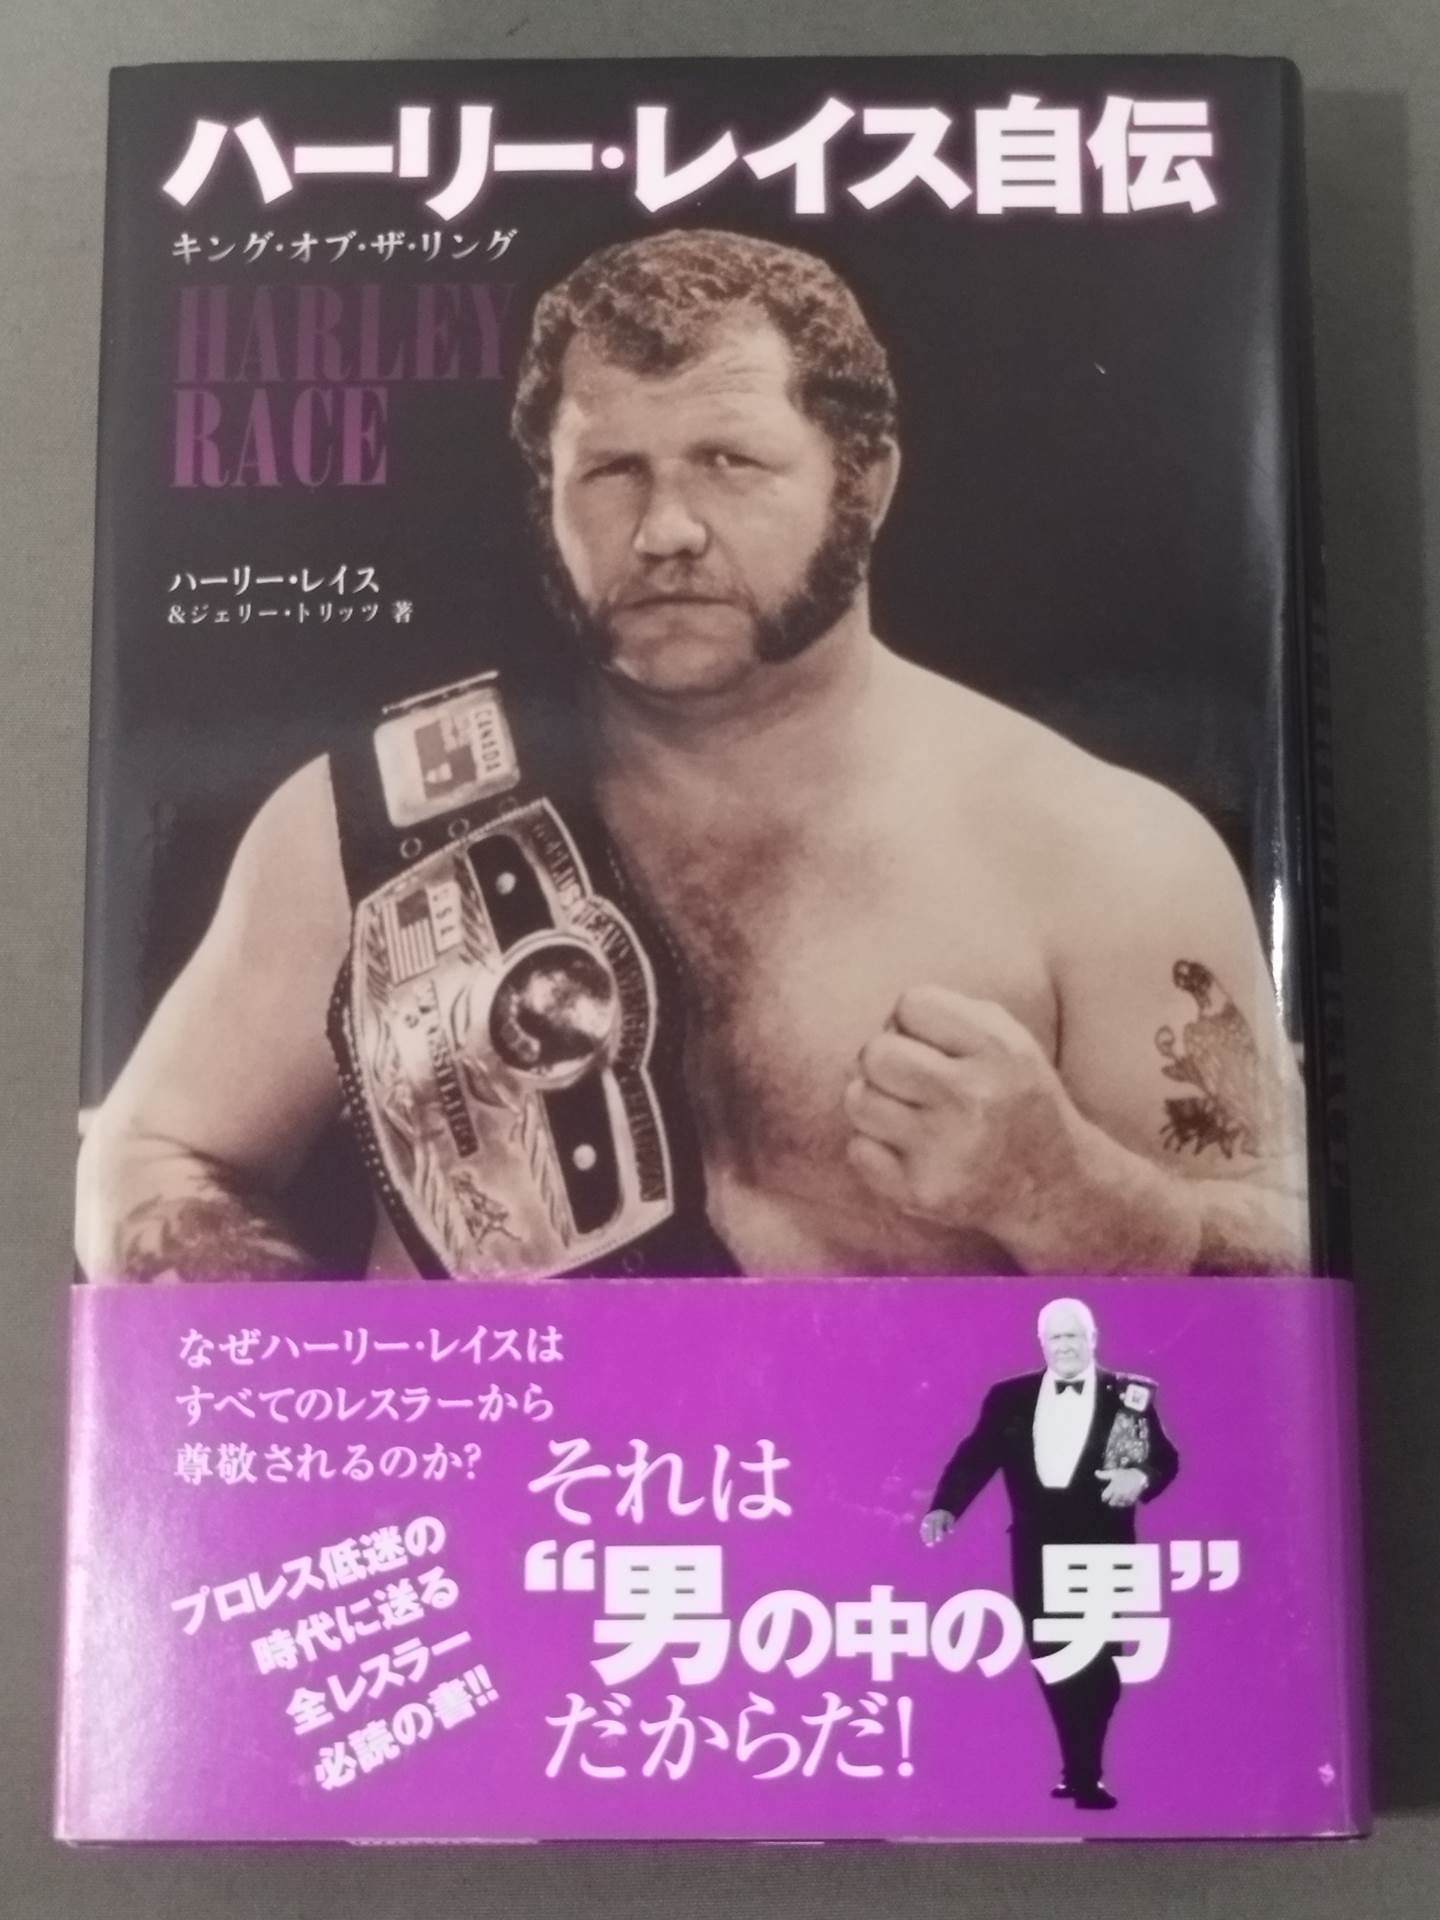 ハーリー・レイス自伝
キング・オブ・ザ・リング
HARLEY
RACE
ハーリー・レイス
&ジェリー・トリッツ 著
CANADA
USA
なぜハーリー・レイスは
すべてのレスラーから
尊敬されるのか?
それは
“男の中の男”
だからだ!
プロレス低迷の
時代に送る
全レスラー
必読の書!!